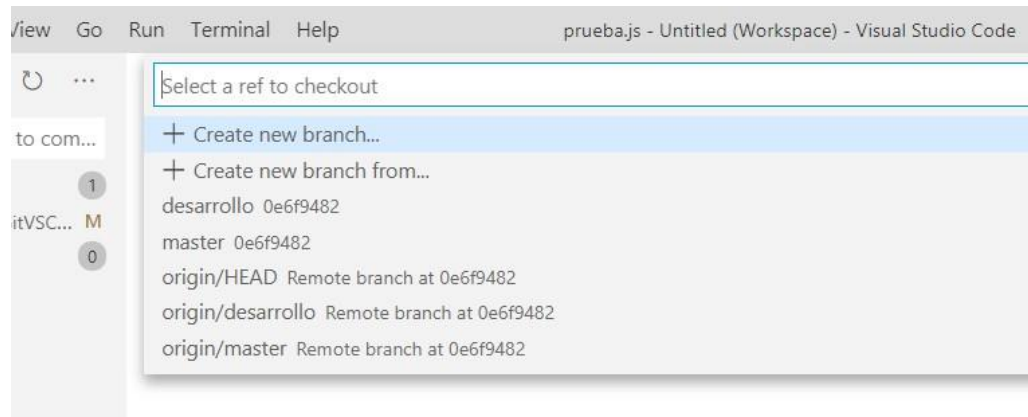 View Go Run Terminal Help prueba.js - Untitled (Workspace) - Visual Studio Code
...
Select a ref to checkout
to com...
+ Create new branch...
+ Create new branch from...
1
desarrollo 0e6f9482
itVSC... M
master 0e6f9482
0
origin/HEAD Remote branch at 0e6f9482
origin/desarrollo Remote branch at 0e6f9482
origin/master Remote branch at 0e6f9482